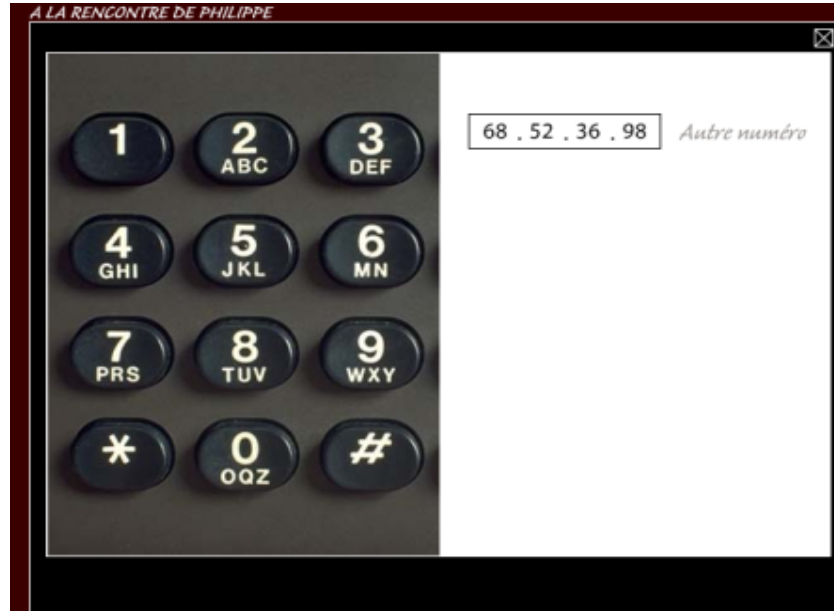 A LA RENCONTRE DE PHILIPPE
68 . 52 . 36 . 98 Autre numéro
1 2 3
ABC DEF
4 5 6
GHI JKL MN
7 8 9
PRS TUV WXY
* 0 #
OQZ